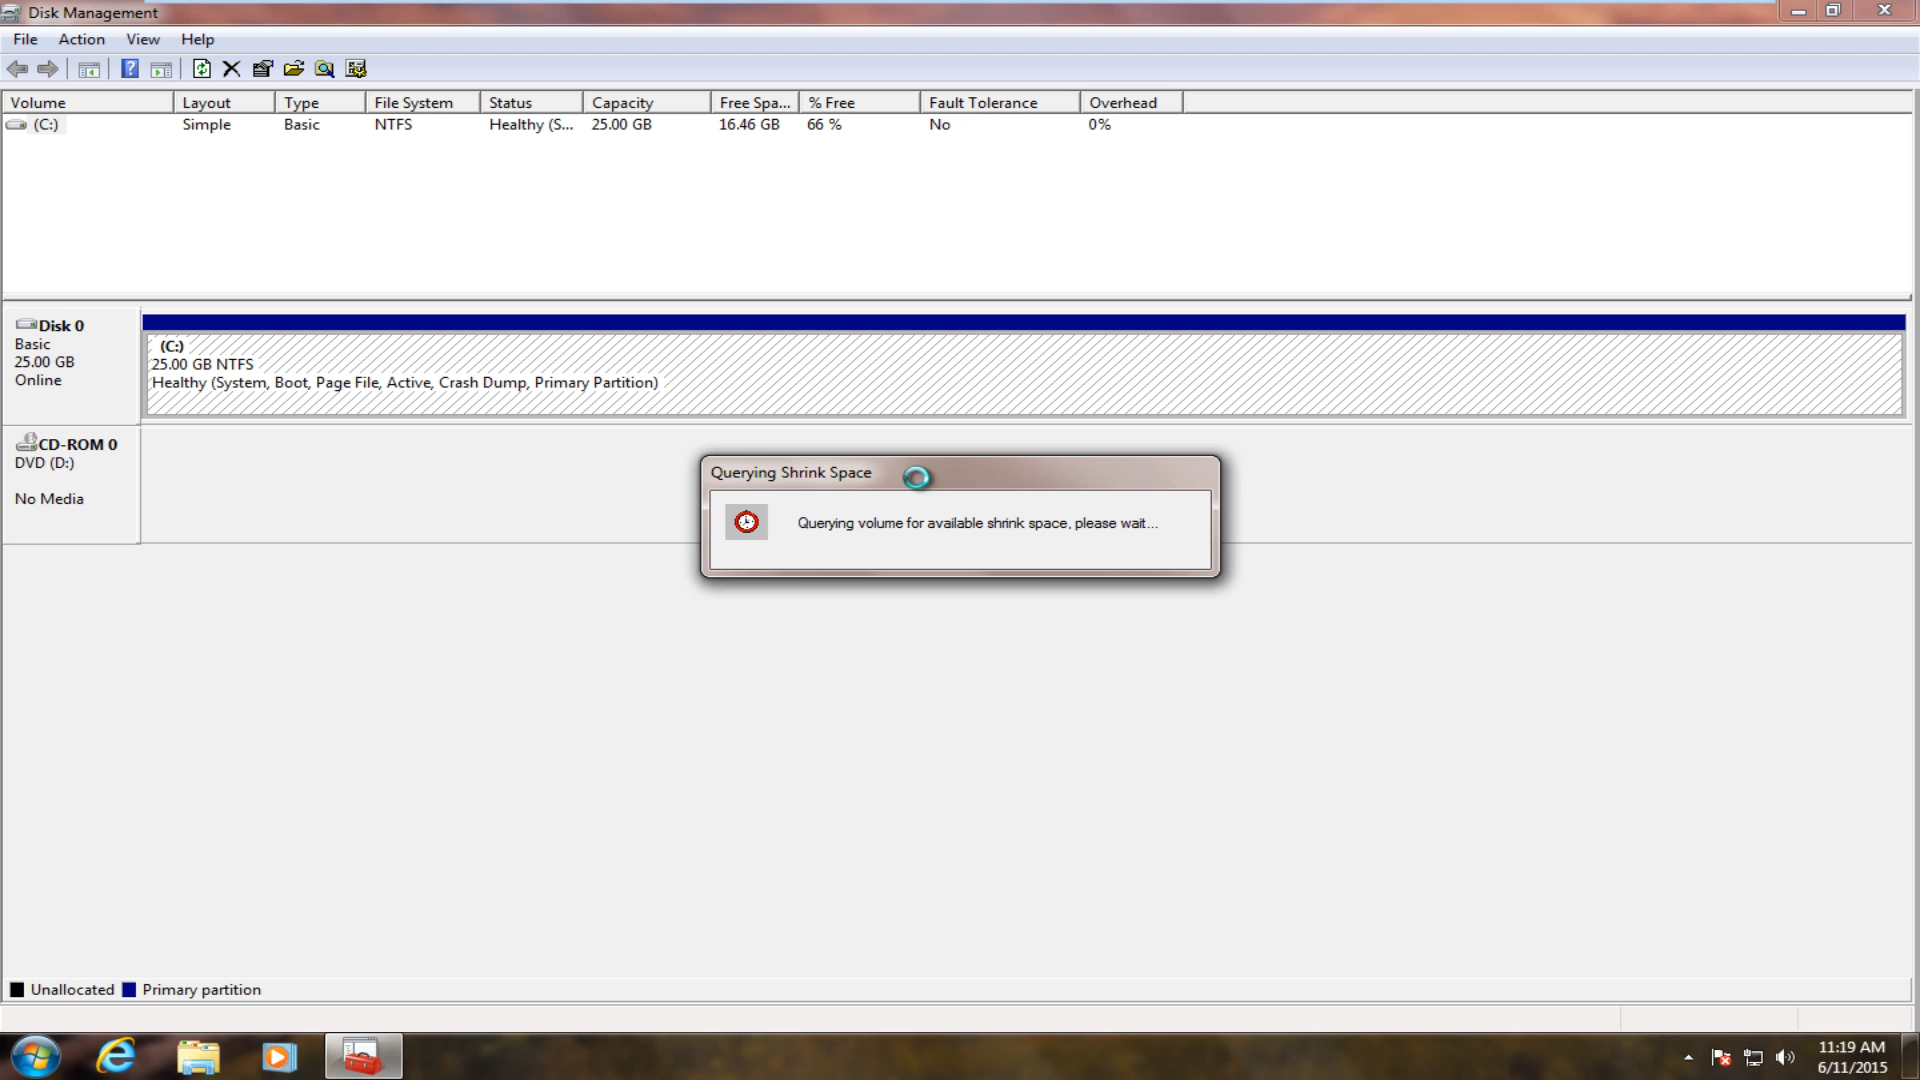 Disk Management
File Action View Help
Volume Layout Type File System Status Capacity Free Spa... % Free Fault Tolerance Overhead
(C:) Simple Basic NTFS Healthy (S... 25.00 GB 16.46 GB 66 % No 0%
Disk 0
Basic
25.00 GB
Online
(C:)
25.00 GB NTFS
Healthy (System, Boot, Page File, Active, Crash Dump, Primary Partition)
CD-ROM 0
DVD (D:)
No Media
Querying Shrink Space
Querying volume for available shrink space, please wait...
Unallocated Primary partition
11:19 AM
6/11/2015